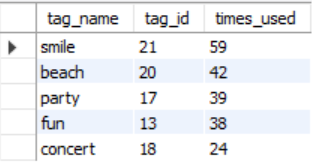 tag_name tag_id times_used
smile 21 59
beach 20 42
party 17 39
fun 13 38
concert 18 24